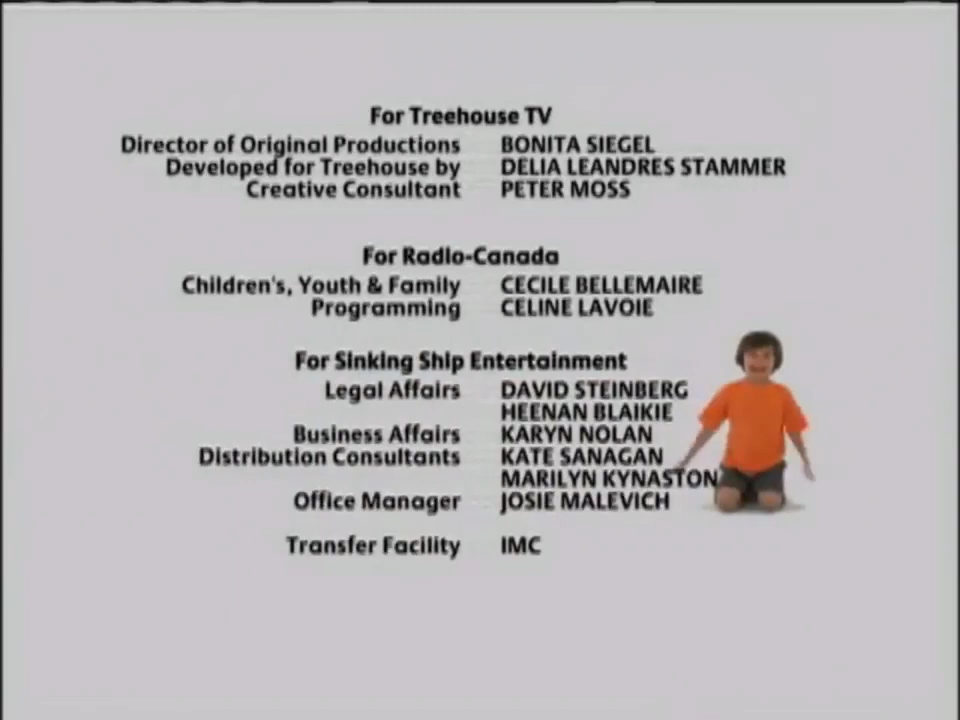 For Treehouse TV
Director of Original Productions BONITA SIEGEL
Developed for Treehouse by DELIA LEANDRES STAMMER
Creative Consultant PETER MOSS
For Radio-Canada
Children's, Youth & Family CECILE BELLEMAIRE
Programming CELINE LAVOIE
For Sinking Ship Entertainment
Legal Affairs DAVID STEINBERG
HEENAN BLAIKIE
Business Affairs KARYN NOLAN
Distribution Consultants KATE SANAGAN
MARILYN KYNASTON
Office Manager JOSIE MALEVICH
Transfer Facility IMC